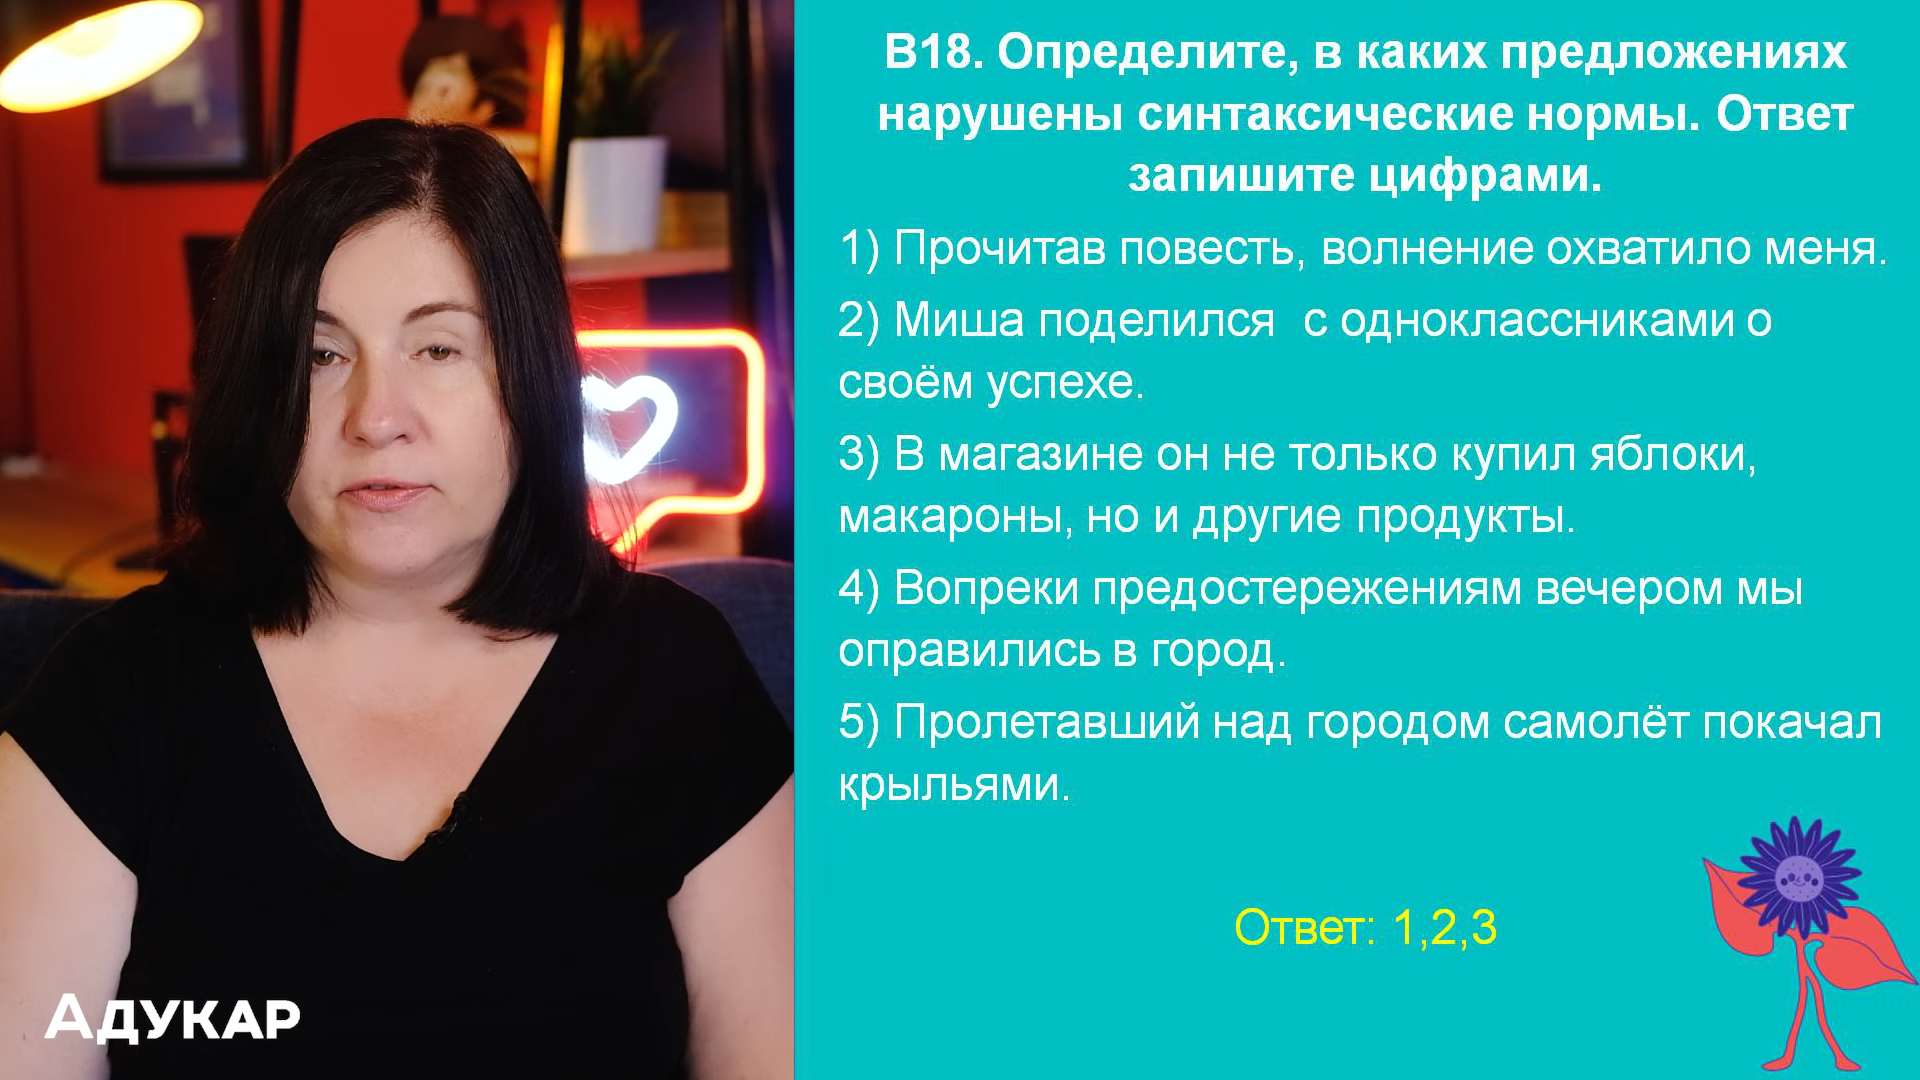 В18. Определите, в каких предложениях
нарушены синтаксические нормы. Ответ
запишите цифрами.
1) Прочитав повесть, волнение охватило меня.
2) Миша поделился  с одноклассниками о
своём успехе.
3) В магазине он не только купил яблоки,
макароны, но и другие продукты.
4) Вопреки предостережениям вечером мы
оправились в город.
5) Пролетавший над городом самолёт покачал
крыльями.
Ответ: 1,2,3
Адукар